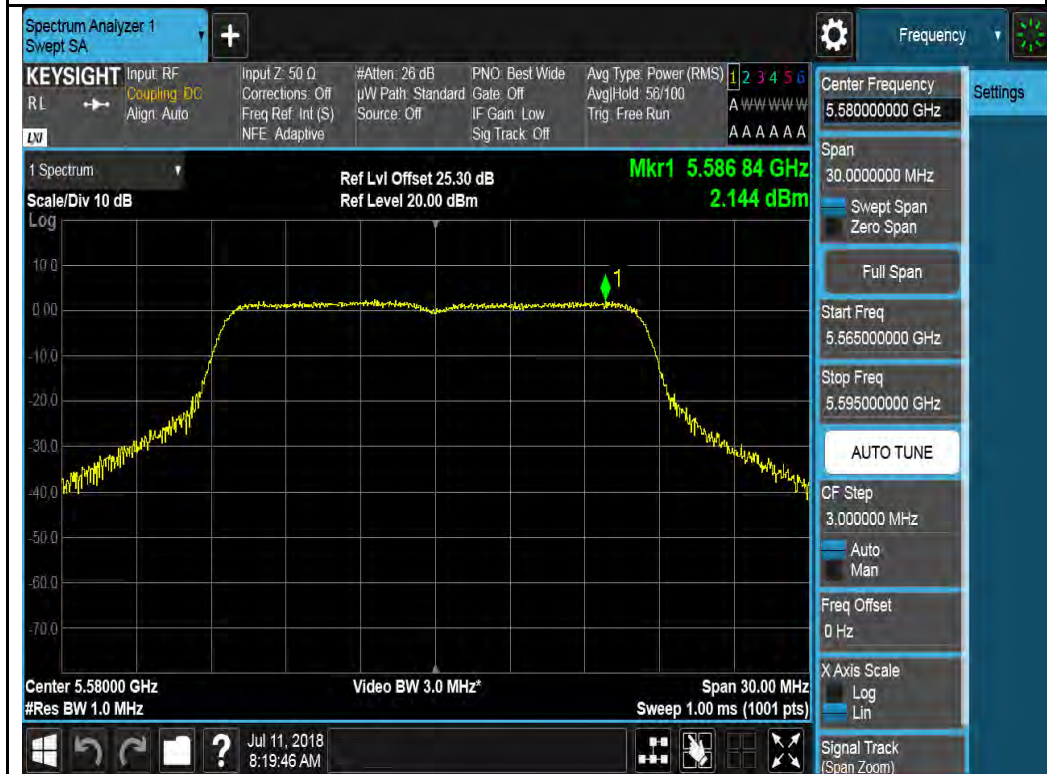 Spectrum Analyzer 1
Swept SA
+
Frequency
KEYSIGHT
RL
LXI
Input: RF
Coupling: DC
Align: Auto
Input Z: 50 Ω
Corrections: Off
Freq Ref: Int (S)
NFE: Adaptive
#Atten: 26 dB
µW Path: Standard
Source: Off
PNO: Best Wide
Gate: Off
IF Gain: Low
Sig Track: Off
Avg Type: Power (RMS)
Avg|Hold: 56/100
Trig: Free Run
1 2 3 4 5 6
A W W W W W
A A A A A A
1 Spectrum
Scale/Div 10 dB
Log
Ref Lvl Offset 25.30 dB
Ref Level 20.00 dBm
Mkr1 5.586 84 GHz
2.144 dBm
1
10.0
0.00
-10.0
-20.0
-30.0
-40.0
-50.0
-60.0
-70.0
Center 5.58000 GHz
#Res BW 1.0 MHz
Video BW 3.0 MHz*
Span 30.00 MHz
Sweep 1.00 ms (1001 pts)
?
Jul 11, 2018
8:19:46 AM
Center Frequency
5.580000000 GHz
Span
30.0000000 MHz
Swept Span
Zero Span
Full Span
Start Freq
5.565000000 GHz
Stop Freq
5.595000000 GHz
AUTO TUNE
CF Step
3.000000 MHz
Auto
Man
Freq Offset
0 Hz
X Axis Scale
Log
Lin
Signal Track
(Span Zoom)
Settings